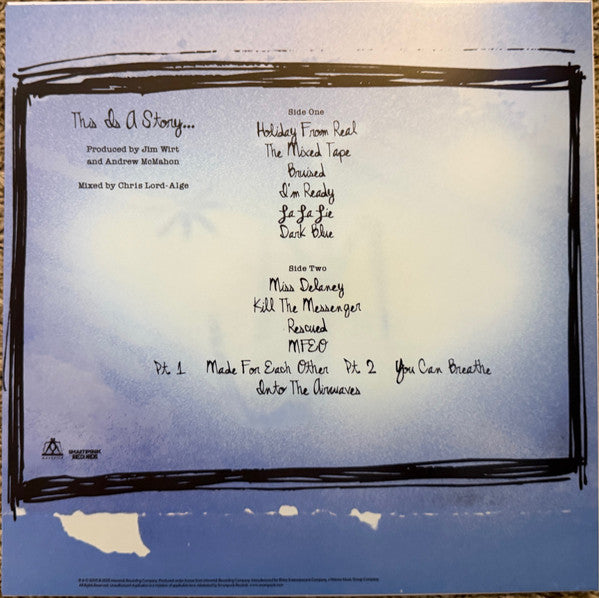 This Is A Story...
Produced by Jim Wirt
and Andrew McMahon
Mixed by Chris Lord-Alge
Side One
Holiday From Real
The Mixed Tape
Bruised
I'm Ready
La La Lie
Dark Blue
Side Two
Miss Delaney
Kill The Messenger
Rescued
MFEO
Pt 1 Made For Each Other Pt 2 You Can Breathe
Into The Airwaves
SMARTPUNK
RECORDS